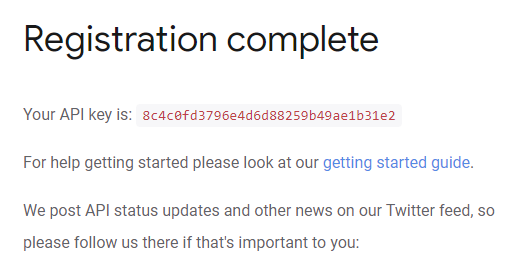 Registration complete
Your API key is: 8c4c0fd3796e4d6d88259b49ae1b31e2
For help getting started please look at our getting started guide.
We post API status updates and other news on our Twitter feed, so
please follow us there if that's important to you: